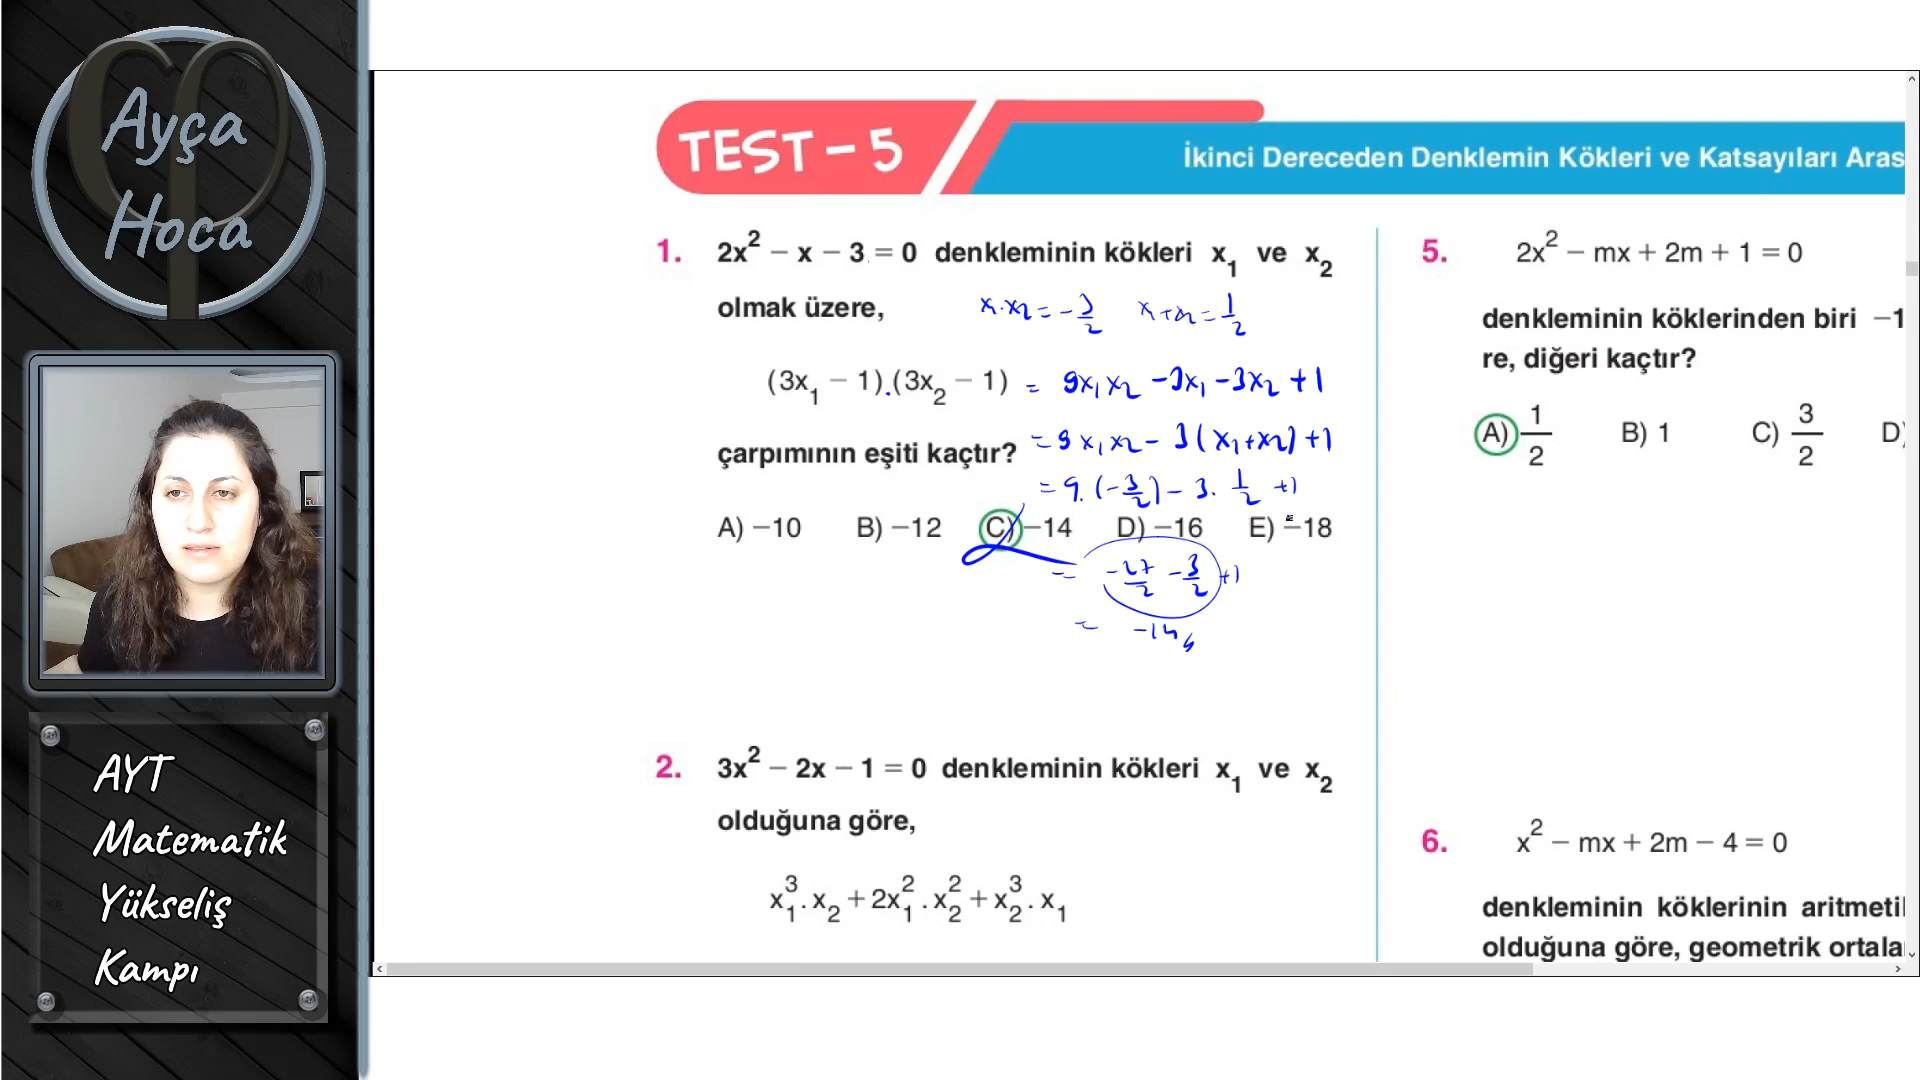 Ayça
Hoca
AYT
Matematik
Yükseliş
Kampı
TEST – 5
İkinci Dereceden Denklemin Kökleri ve Katsayıları Aras
1. 2x² − x − 3 = 0 denkleminin kökleri x₁ ve x₂
olmak üzere,
x₁.x₂ = -3/2 x₁+x₂ = 1/2
(3x₁ − 1).(3x₂ − 1) = 9x₁x₂ -3x₁ -3x₂ +1
çarpımının eşiti kaçtır?
= 9x₁x₂ - 3(x₁+x₂) +1
= 9.(-3/2) - 3. 1/2 +1
A) −10 B) −12 C) −14 D) −16 E) −18
= -27/2 -3/2 +1
= -14
2. 3x² − 2x − 1 = 0 denkleminin kökleri x₁ ve x₂
olduğuna göre,
x₁³.x₂ + 2x₁².x₂² + x₂³.x₁
5. 2x² − mx + 2m + 1 = 0
denkleminin köklerinden biri −1
re, diğeri kaçtır?
A) 1/2 B) 1 C) 3/2 D)
6. x² − mx + 2m − 4 = 0
denkleminin köklerinin aritmeti
olduğuna göre, geometrik ortala